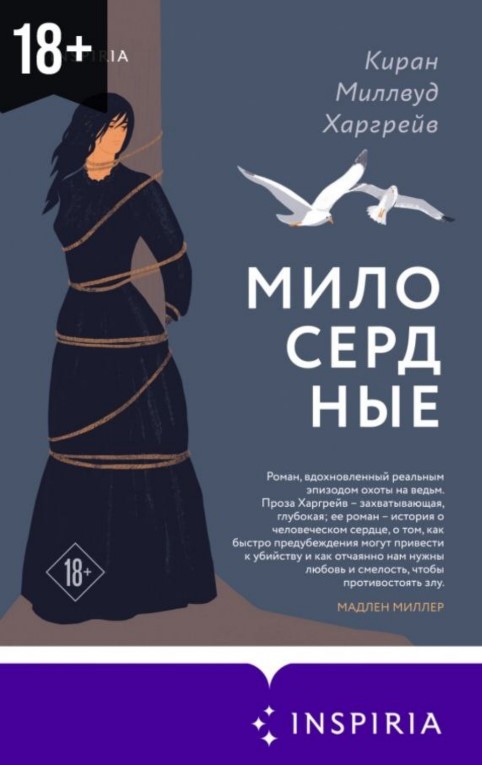 18+
INSPIRIA
Киран
Миллвуд
Харгрейв
МИЛО
СЕРД
НЫЕ
Роман, вдохновленный реальным
эпизодом охоты на ведьм.
Проза Харгрейв – захватывающая,
глубокая; ее роман – история о
человеческом сердце, о том, как
быстро предубеждения могут привести
к убийству и как отчаянно нам нужны
любовь и смелость, чтобы
противостоять злу.
МАДЛЕН МИЛЛЕР
18+
INSPIRIA